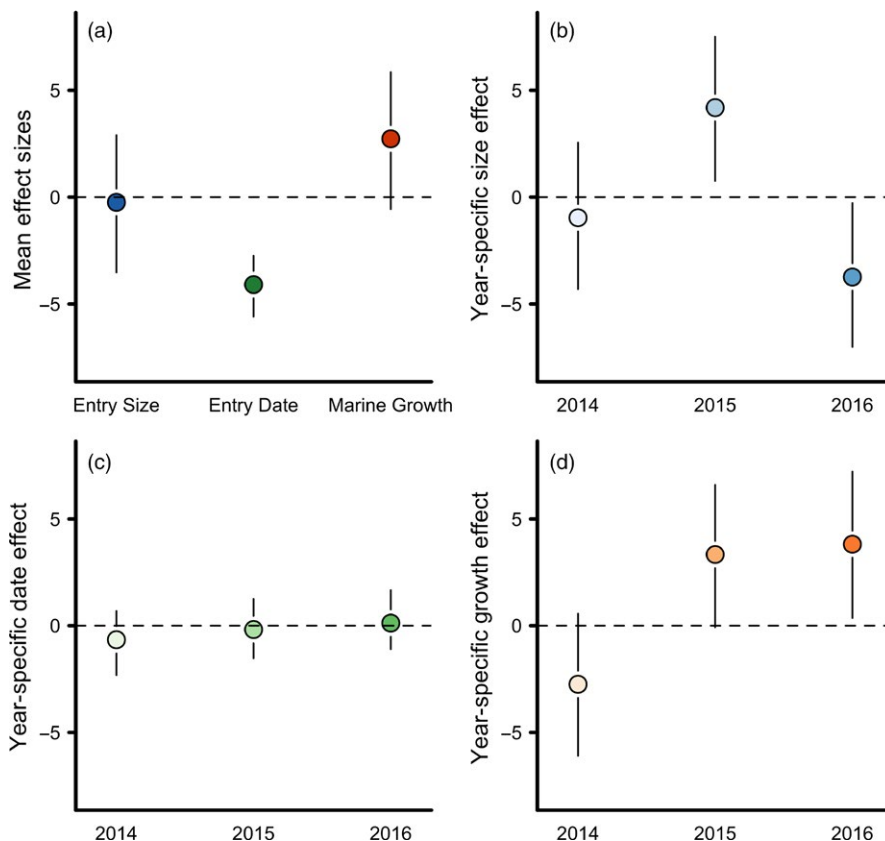 (a)
Mean effect sizes
5
0
−5
Entry Size Entry Date Marine Growth
(b)
Year-specific size effect
5
0
−5
2014 2015 2016
(c)
Year-specific date effect
5
0
−5
2014 2015 2016
(d)
Year-specific growth effect
5
0
−5
2014 2015 2016